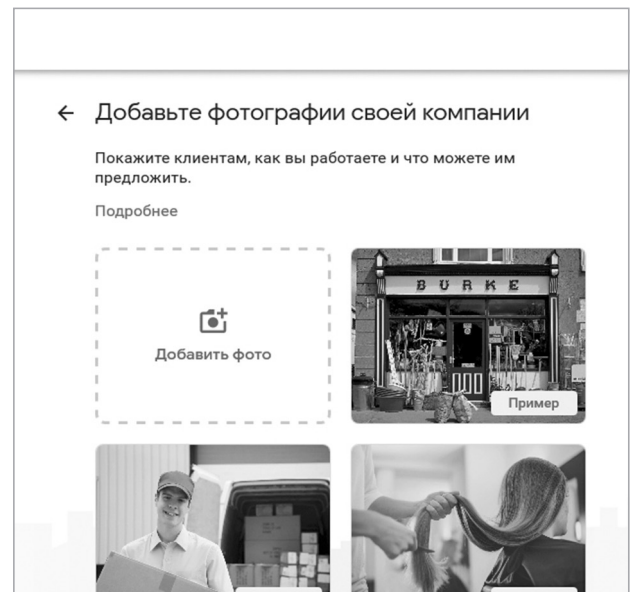 Добавьте фотографии своей компании
Покажите клиентам, как вы работаете и что можете им
предложить.
Подробнее
Добавить фото
BURKE
Пример